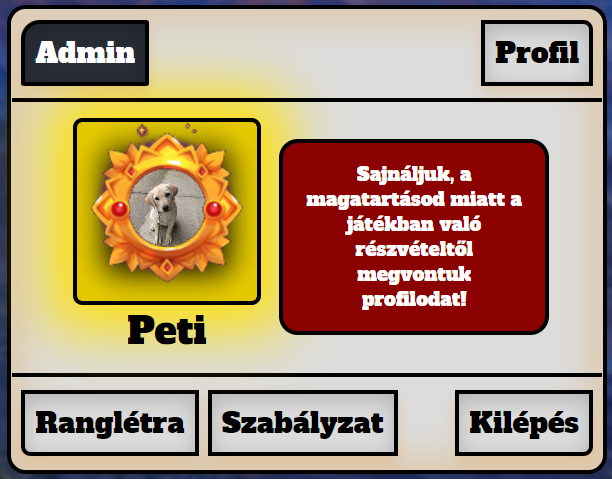 Admin
Profil
Sajnáljuk, a
magatartásod miatt a
játékban való
részvételtől
megvontuk
profilodat!
Peti
Ranglétra
Szabályzat
Kilépés